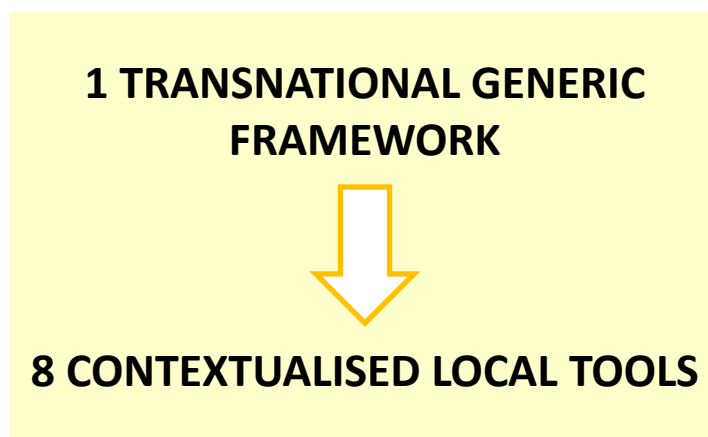 1 TRANSNATIONAL GENERIC
FRAMEWORK
8 CONTEXTUALISED LOCAL TOOLS